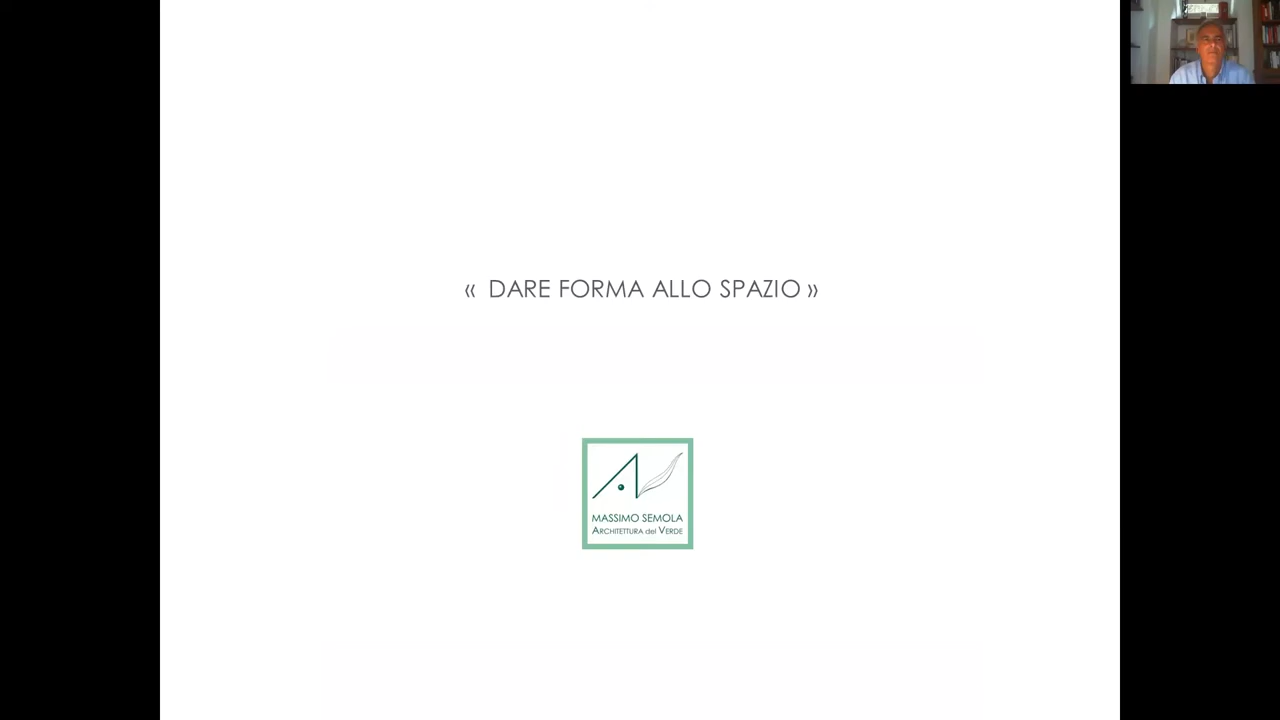 «  DARE FORMA ALLO SPAZIO »
MASSIMO SEMOLA
ARCHITETTURA del VERDE